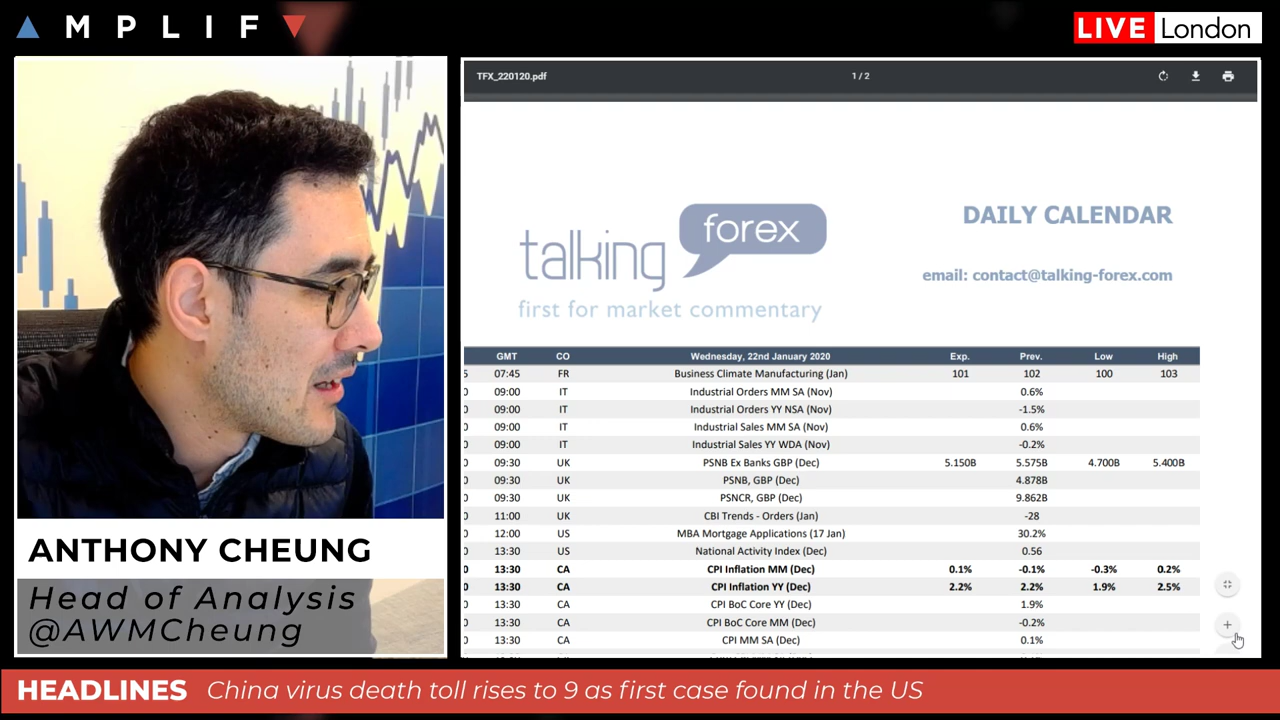 AMPLIFY
LIVE London
TFX_220120.pdf 1 / 2
talking forex
first for market commentary
DAILY CALENDAR
email: contact@talking-forex.com
GMT CO Wednesday, 22nd January 2020 Exp. Prev. Low High
07:45 FR Business Climate Manufacturing (Jan) 101 102 100 103
09:00 IT Industrial Orders MM SA (Nov) 0.6%
09:00 IT Industrial Orders YY NSA (Nov) -1.5%
09:00 IT Industrial Sales MM SA (Nov) 0.6%
09:00 IT Industrial Sales YY WDA (Nov) -0.2%
09:30 UK PSNB Ex Banks GBP (Dec) 5.150B 5.575B 4.700B 5.400B
09:30 UK PSNB, GBP (Dec) 4.878B
09:30 UK PSNCR, GBP (Dec) 9.862B
11:00 UK CBI Trends - Orders (Jan) -28
12:00 US MBA Mortgage Applications (17 Jan) 30.2%
13:30 US National Activity Index (Dec) 0.56
13:30 CA CPI Inflation MM (Dec) 0.1% -0.1% -0.3% 0.2%
13:30 CA CPI Inflation YY (Dec) 2.2% 2.2% 1.9% 2.5%
13:30 CA CPI BoC Core YY (Dec) 1.9%
13:30 CA CPI BoC Core MM (Dec) -0.2%
13:30 CA CPI MM SA (Dec) 0.1%
ANTHONY CHEUNG
Head of Analysis
@AWMCheung
HEADLINES China virus death toll rises to 9 as first case found in the US